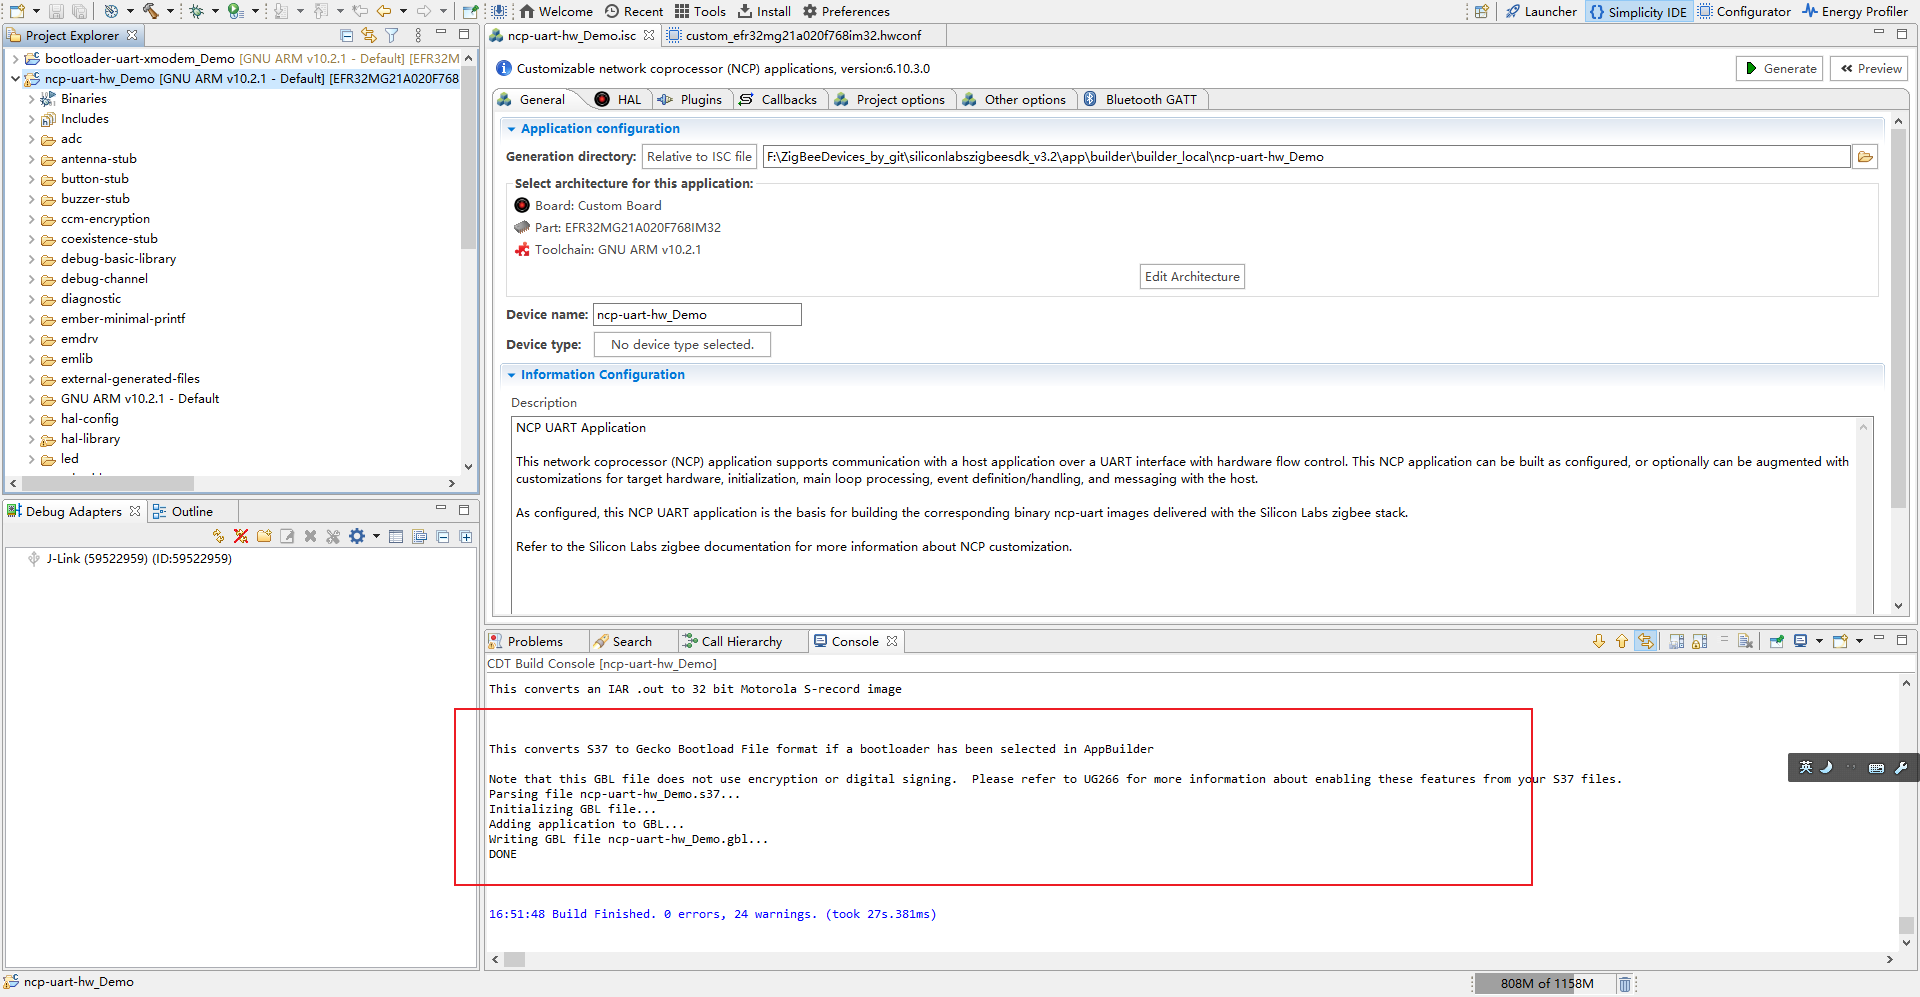 Welcome Recent Tools Install Preferences Launcher Simplicity IDE Configurator Energy Profiler
Project Explorer
bootloader-uart-xmodem_Demo [GNU ARM v10.2.1 - Default] [EFR32M
ncp-uart-hw_Demo [GNU ARM v10.2.1 - Default] [EFR32MG21A020F768
Binaries
Includes
adc
antenna-stub
button-stub
buzzer-stub
ccm-encryption
coexistence-stub
debug-basic-library
debug-channel
diagnostic
ember-minimal-printf
emdrv
emlib
external-generated-files
GNU ARM v10.2.1 - Default
hal-config
hal-library
led
Debug Adapters Outline
J-Link (59522959) (ID:59522959)
ncp-uart-hw_Demo.isc custom_efr32mg21a020f768im32.hwconf
Customizable network coprocessor (NCP) applications, version:6.10.3.0 Generate Preview
General HAL Plugins Callbacks Project options Other options Bluetooth GATT
Application configuration
Generation directory: Relative to ISC file F:\ZigBeeDevices_by_git\siliconlabszigbeesdk_v3.2\app\builder\builder_local\ncp-uart-hw_Demo
Select architecture for this application:
Board: Custom Board
Part: EFR32MG21A020F768IM32
Toolchain: GNU ARM v10.2.1
Edit Architecture
Device name: ncp-uart-hw_Demo
Device type: No device type selected.
Information Configuration
Description
NCP UART Application
This network coprocessor (NCP) application supports communication with a host application over a UART interface with hardware flow control. This NCP application can be built as configured, or optionally can be augmented with
customizations for target hardware, initialization, main loop processing, event definition/handling, and messaging with the host.
As configured, this NCP UART application is the basis for building the corresponding binary ncp-uart images delivered with the Silicon Labs zigbee stack.
Refer to the Silicon Labs zigbee documentation for more information about NCP customization.
Problems Search Call Hierarchy Console
CDT Build Console [ncp-uart-hw_Demo]
This converts an IAR .out to 32 bit Motorola S-record image
This converts S37 to Gecko Bootload File format if a bootloader has been selected in AppBuilder
Note that this GBL file does not use encryption or digital signing.  Please refer to UG266 for more information about enabling these features from your S37 files.
Parsing file ncp-uart-hw_Demo.s37...
Initializing GBL file...
Adding application to GBL...
Writing GBL file ncp-uart-hw_Demo.gbl...
DONE
16:51:48 Build Finished. 0 errors, 24 warnings. (took 27s.381ms)
英
ncp-uart-hw_Demo 808M of 1158M